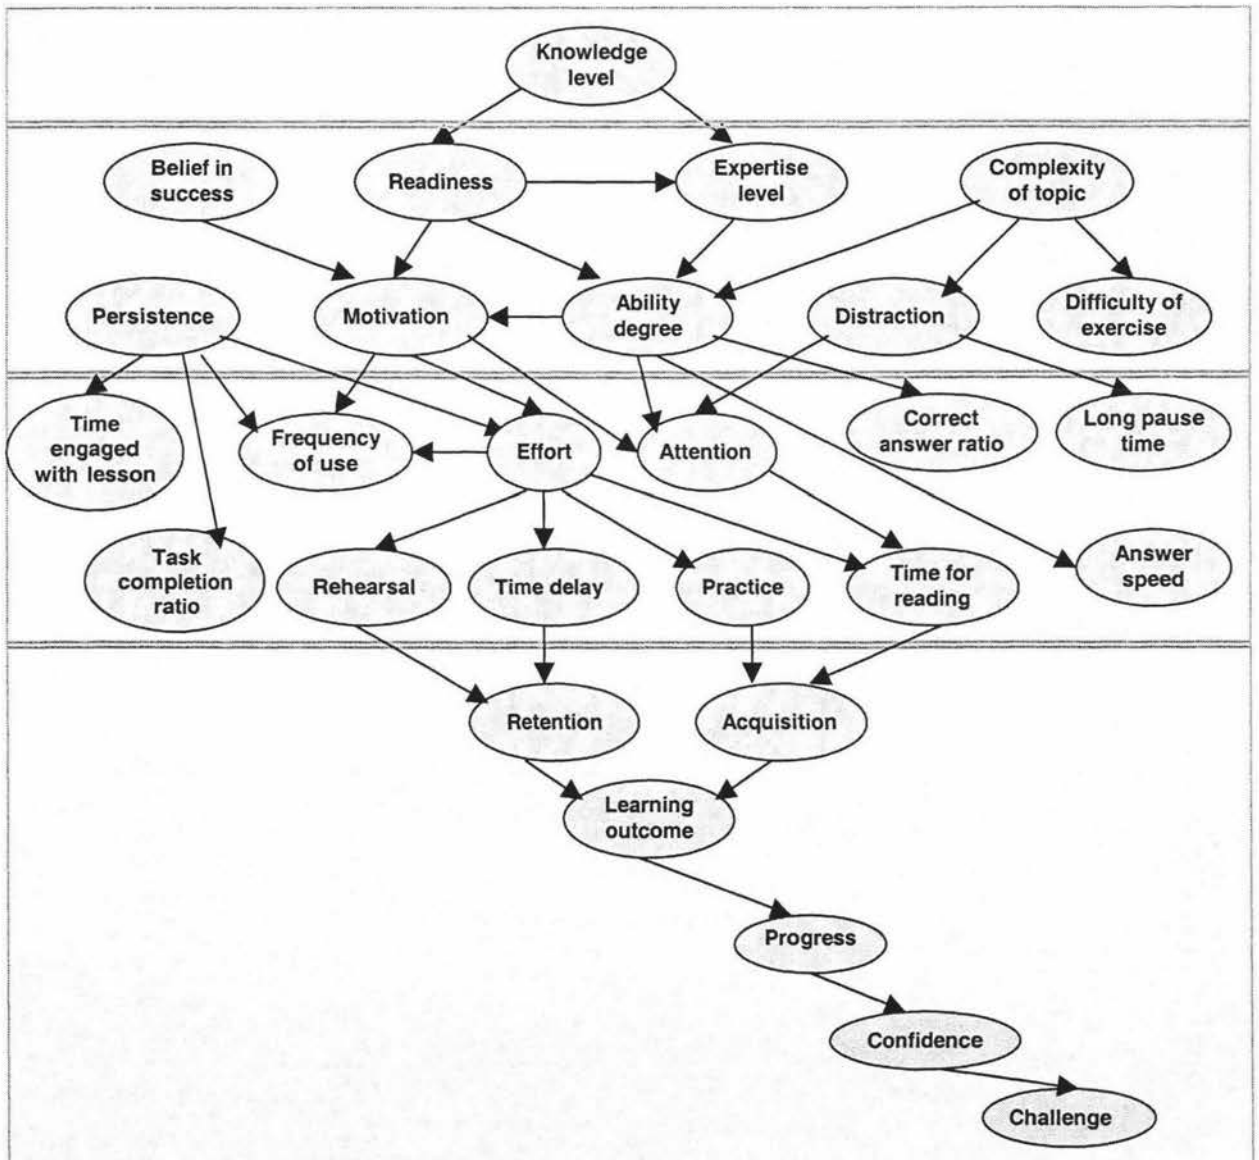 Knowledge
level
Belief in
success
Readiness
Expertise
level
Complexity
of topic
Persistence
Motivation
Ability
degree
Distraction
Difficulty of
exercise
Time
engaged
with lesson
Frequency
of use
Effort
Attention
Correct
answer ratio
Long pause
time
Task
completion
ratio
Rehearsal
Time delay
Practice
Time for
reading
Answer
speed
Retention
Acquisition
Learning
outcome
Progress
Confidence
Challenge